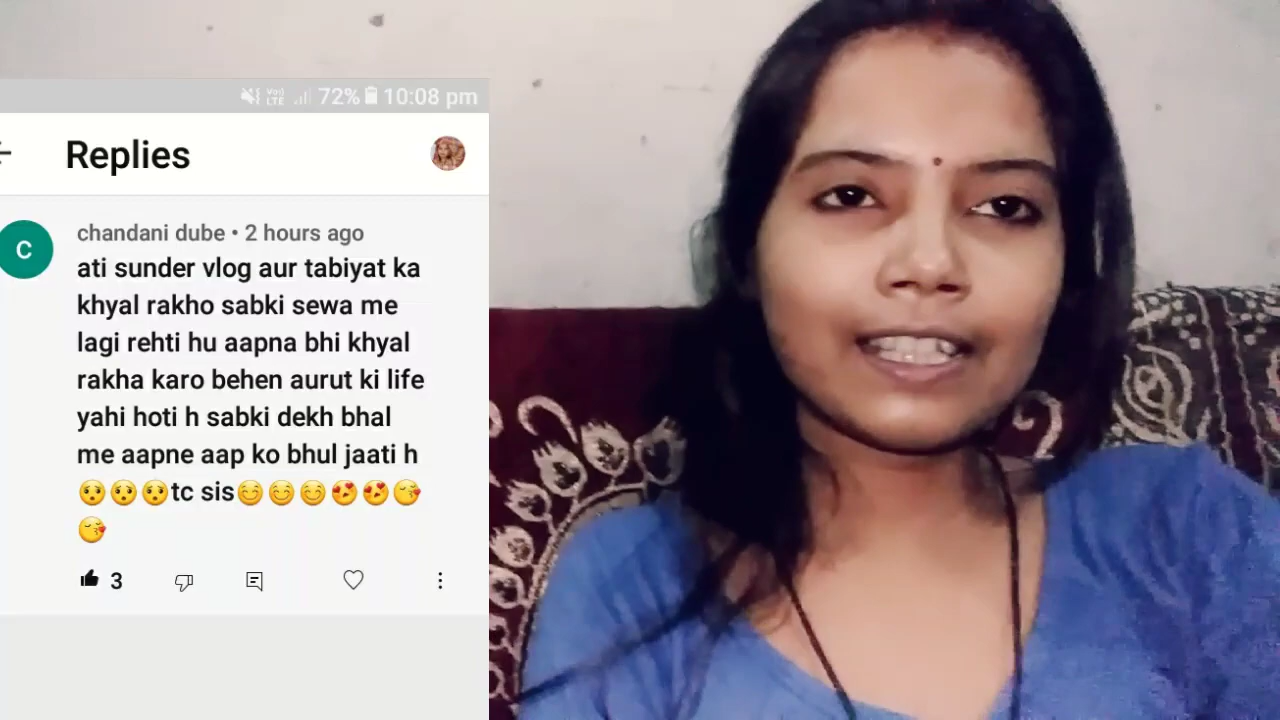 72% 10:08 pm
Replies
C
chandani dube • 2 hours ago
ati sunder vlog aur tabiyat ka
khyal rakho sabki sewa me
lagi rehti hu aapna bhi khyal
rakha karo behen aurut ki life
yahi hoti h sabki dekh bhal
me aapne aap ko bhul jaati h
😯😯😯tc sis😊😊😊😍😍😘
😘
3